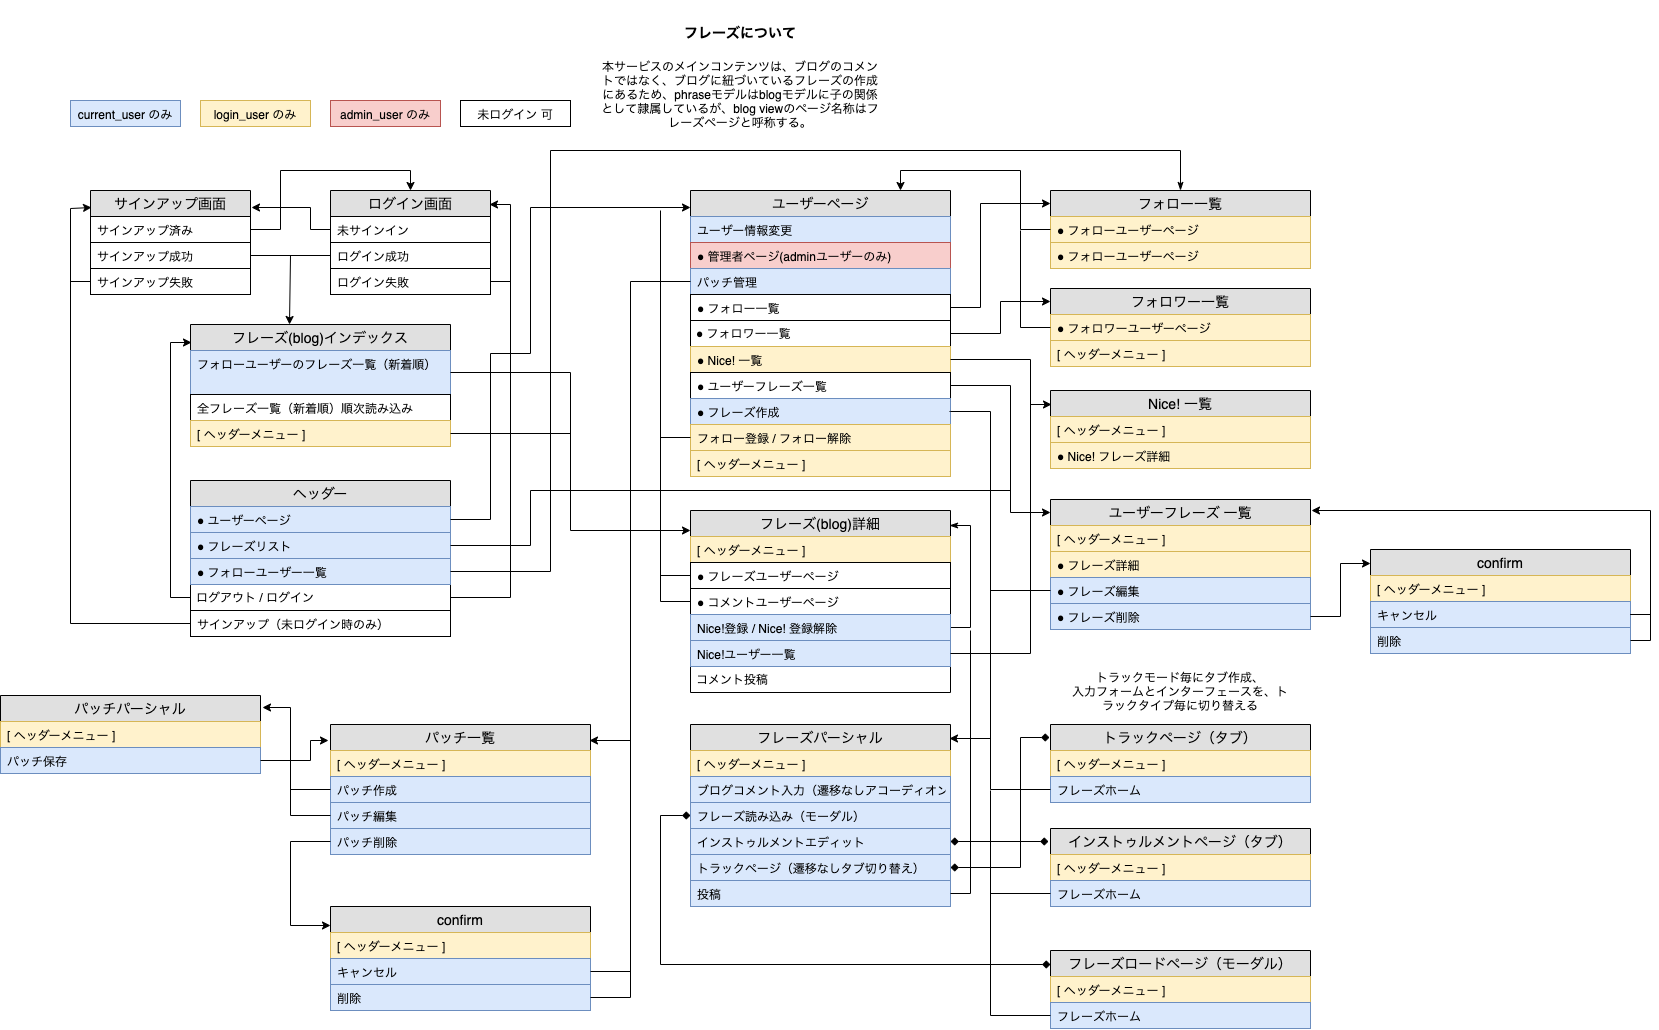 フレーズについて
本サービスのメインコンテンツは、ブログのコメン
トではなく、ブログに紐づいているフレーズの作成
にあるため、phraseモデルはblogモデルに子の関係
として隷属しているが、blog viewのページ名称はフ
レーズページと呼称する。
current_user のみ
login_user のみ
admin_user のみ
未ログイン 可
サインアップ画面
サインアップ済み
サインアップ成功
サインアップ失敗
ログイン画面
未サインイン
ログイン成功
ログイン失敗
フレーズ(blog)インデックス
フォローユーザーのフレーズ一覧（新着順）
全フレーズ一覧（新着順）順次読み込み
[ ヘッダーメニュー ]
ヘッダー
● ユーザーページ
● フレーズリスト
● フォローユーザー一覧
ログアウト / ログイン
サインアップ（未ログイン時のみ）
ユーザーページ
ユーザー情報変更
● 管理者ページ(adminユーザーのみ)
パッチ管理
● フォロー一覧
● フォロワー一覧
● Nice! 一覧
● ユーザーフレーズ一覧
● フレーズ作成
フォロー登録 / フォロー解除
[ ヘッダーメニュー ]
フォロー一覧
● フォローユーザーページ
● フォローユーザーページ
フォロワー一覧
● フォロワーユーザーページ
[ ヘッダーメニュー ]
Nice! 一覧
[ ヘッダーメニュー ]
● Nice! フレーズ詳細
フレーズ(blog)詳細
[ ヘッダーメニュー ]
● フレーズユーザーページ
● コメントユーザーページ
Nice!登録 / Nice! 登録解除
Nice!ユーザー一覧
コメント投稿
ユーザーフレーズ 一覧
[ ヘッダーメニュー ]
● フレーズ詳細
● フレーズ編集
● フレーズ削除
confirm
[ ヘッダーメニュー ]
キャンセル
削除
パッチパーシャル
[ ヘッダーメニュー ]
パッチ保存
パッチ一覧
[ ヘッダーメニュー ]
パッチ作成
パッチ編集
パッチ削除
confirm
[ ヘッダーメニュー ]
キャンセル
削除
フレーズパーシャル
[ ヘッダーメニュー ]
ブログコメント入力（遷移なしアコーディオン
フレーズ読み込み（モーダル）
インストゥルメントエディット
トラックページ（遷移なしタブ切り替え）
投稿
トラックモード毎にタブ作成、
入力フォームとインターフェースを、ト
ラックタイプ毎に切り替える
トラックページ（タブ）
[ ヘッダーメニュー ]
フレーズホーム
インストゥルメントページ（タブ）
[ ヘッダーメニュー ]
フレーズホーム
フレーズロードページ（モーダル）
[ ヘッダーメニュー ]
フレーズホーム